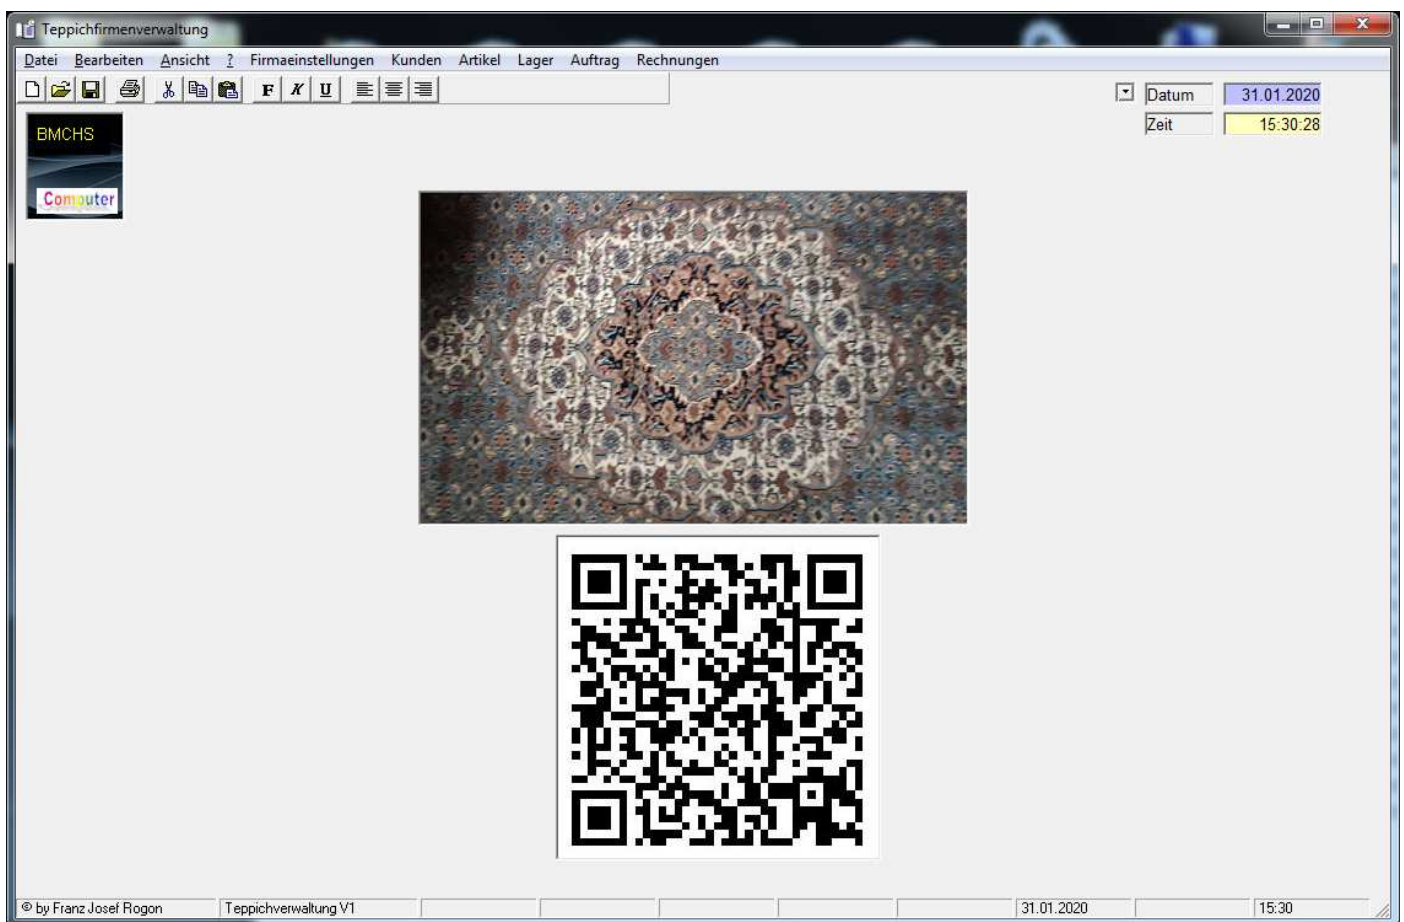 Teppichfirmenverwaltung
Datei Bearbeiten Ansicht ? Firmaeinstellungen Kunden Artikel Lager Auftrag Rechnungen
F K U
Datum 31.01.2020
Zeit 15:30:28
BMCHS
Computer
© by Franz Josef Rogon Teppichverwaltung V1 31.01.2020 15:30